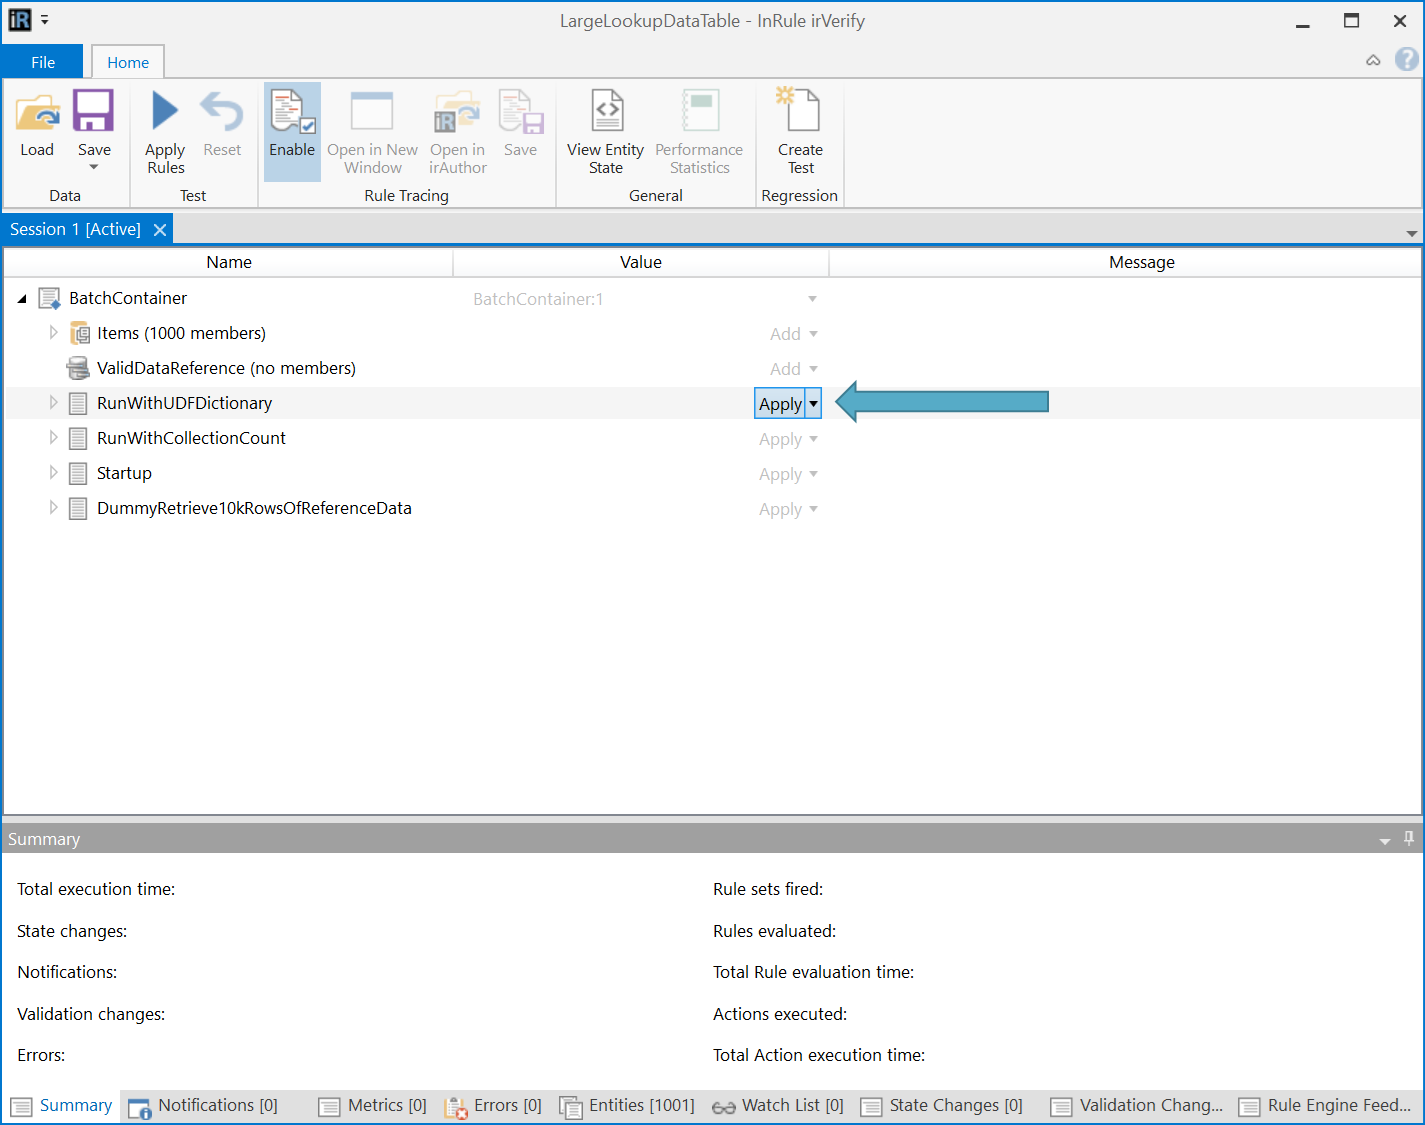 iR
LargeLookupDataTable - InRule irVerify
File
Home
?
Load
Save
Data
Apply
Rules
Reset
Test
Enable
Open in New
Window
iR
Open in
irAuthor
Save
Rule Tracing
View Entity
State
Performance
Statistics
General
Create
Test
Regression
Session 1 [Active]
Name Value Message
BatchContainer BatchContainer:1
Items (1000 members) Add
ValidDataReference (no members) Add
RunWithUDFDictionary Apply
RunWithCollectionCount Apply
Startup Apply
DummyRetrieve10kRowsOfReferenceData Apply
Summary
Total execution time: Rule sets fired:
State changes: Rules evaluated:
Notifications: Total Rule evaluation time:
Validation changes: Actions executed:
Errors: Total Action execution time:
Summary Notifications [0] Metrics [0] Errors [0] Entities [1001] Watch List [0] State Changes [0] Validation Chang... Rule Engine Feed...